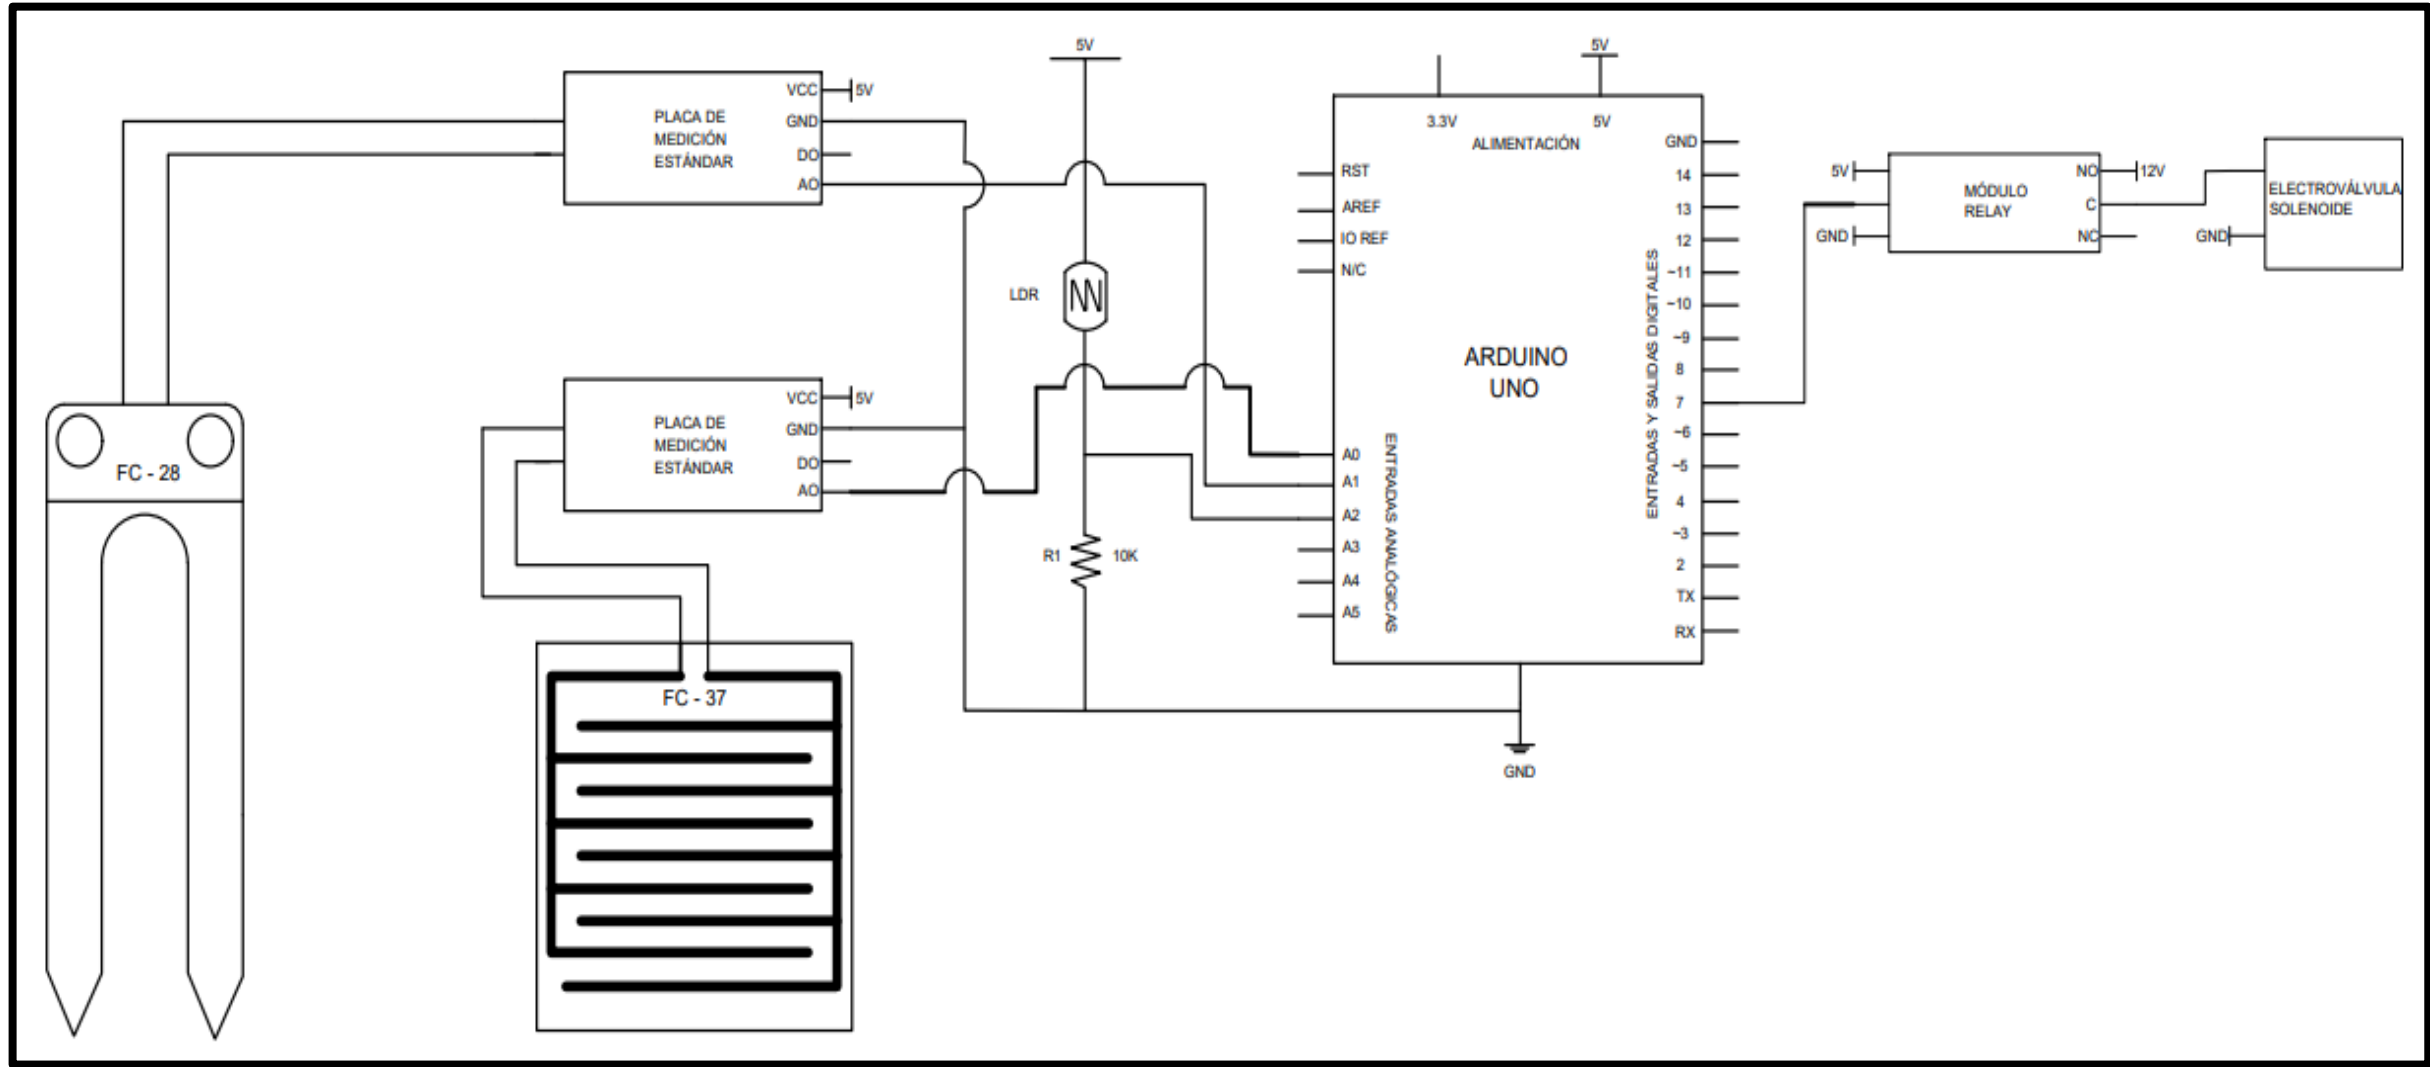 5V
5V
PLACA DE
MEDICIÓN
ESTÁNDAR
VCC
5V
GND
DO
AO
3.3V
5V
ALIMENTACIÓN
RST
AREF
IO REF
N/C
ARDUINO
UNO
GND
14
13
12
~11
~10
~9
8
7
~6
~5
4
~3
2
TX
RX
ENTRADAS Y SALIDAS DIGITALES
5V
GND
MÓDULO
RELAY
NO
12V
C
NC
GND
ELECTROVÁLVULA
SOLENOIDE
LDR
PLACA DE
MEDICIÓN
ESTÁNDAR
VCC
5V
GND
DO
AO
FC - 28
A0
A1
A2
A3
A4
A5
ENTRADAS ANALÓGICAS
R1
10K
FC - 37
GND